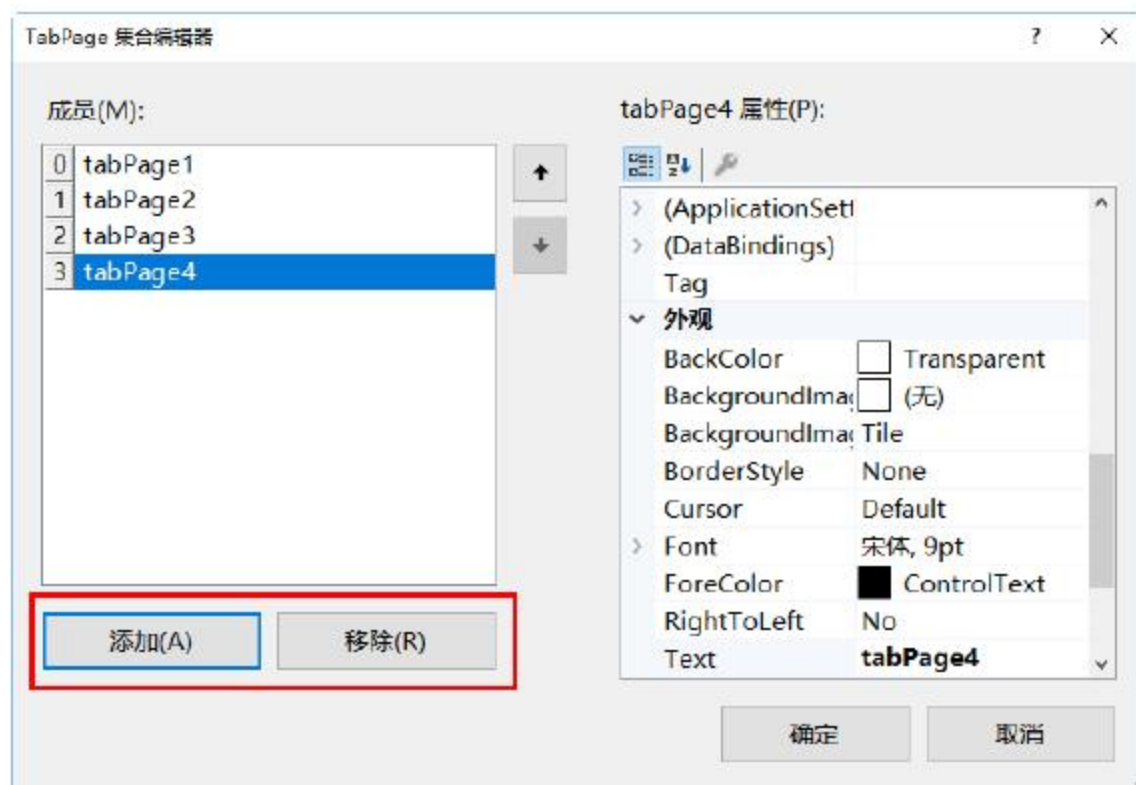 TabPage 集合编辑器
?
成员(M):
0 tabPage1
1 tabPage2
2 tabPage3
3 tabPage4
添加(A) 移除(R)
tabPage4 属性(P):
(ApplicationSett
(DataBindings)
Tag
外观
BackColor Transparent
BackgroundImag (无)
BackgroundImag Tile
BorderStyle None
Cursor Default
Font 宋体, 9pt
ForeColor ControlText
RightToLeft No
Text tabPage4
确定 取消